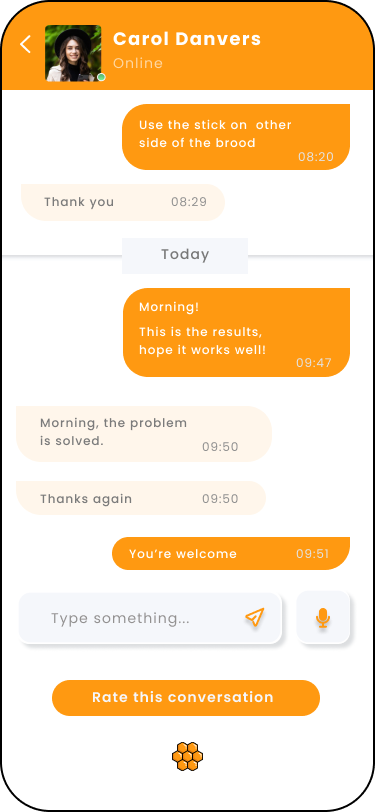 Carol Danvers
Online
Use the stick on other
side of the brood
08:20
Thank you 08:29
Today
Morning!
This is the results,
hope it works well!
09:47
Morning, the problem
is solved.
09:50
Thanks again 09:50
You're welcome 09:51
Type something...
Rate this conversation